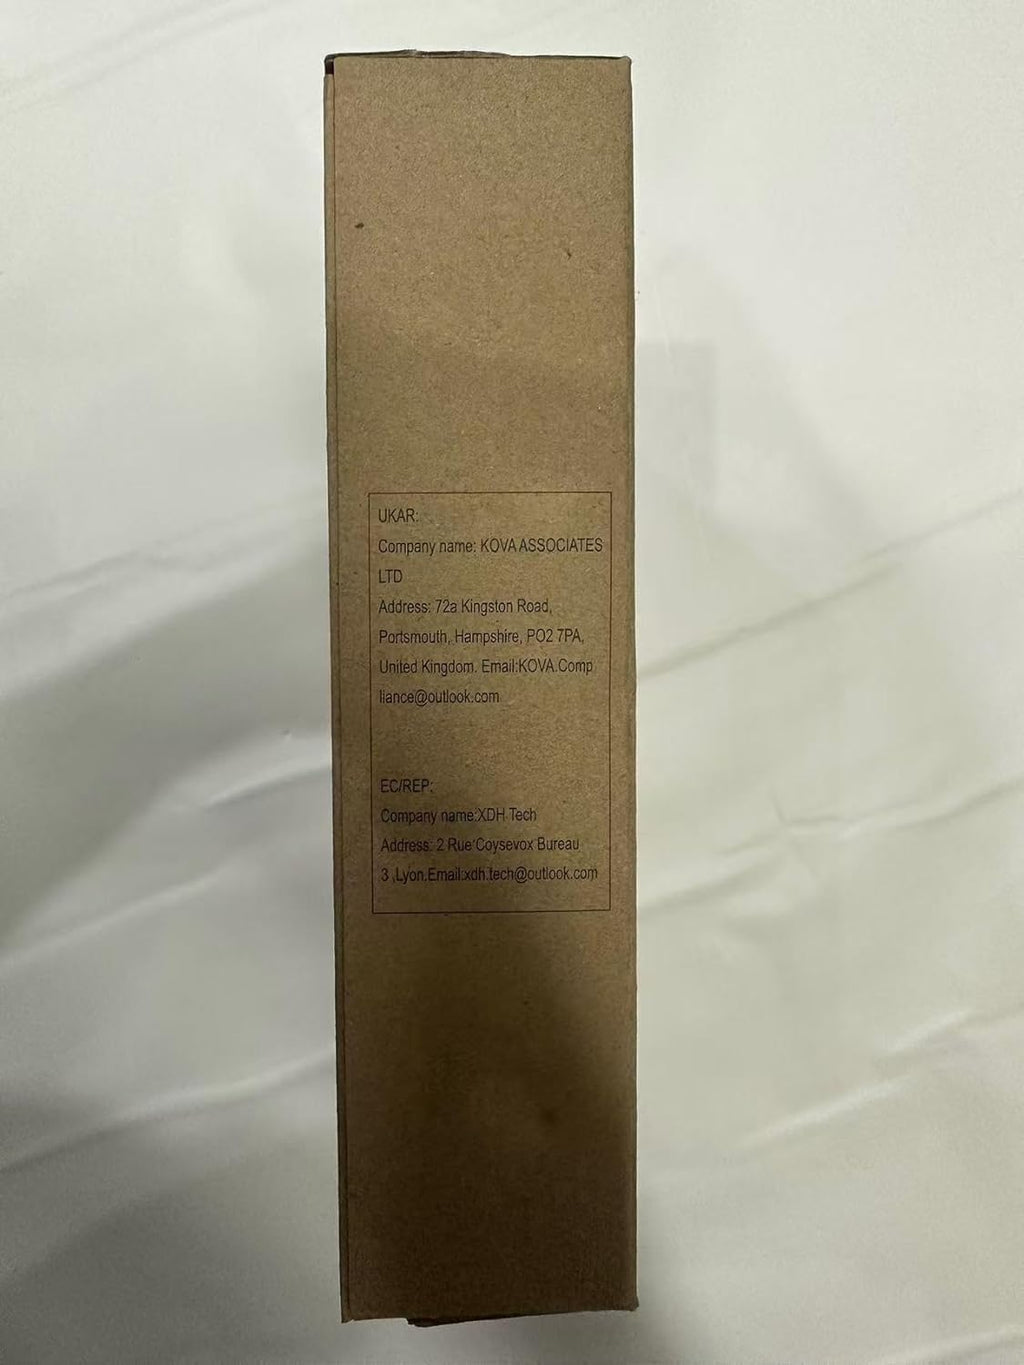 UKAR:
Company name: KOVA ASSOCIATES
LTD
Address: 72a Kingston Road,
Portsmouth, Hampshire, PO2 7PA,
United Kingdom. Email:KOVA.Comp
liance@outlook.com
EC/REP:
Company name:XDH Tech
Address: 2 Rue Coysevox Bureau
3 ,Lyon.Email:xdh.tech@outlook.com